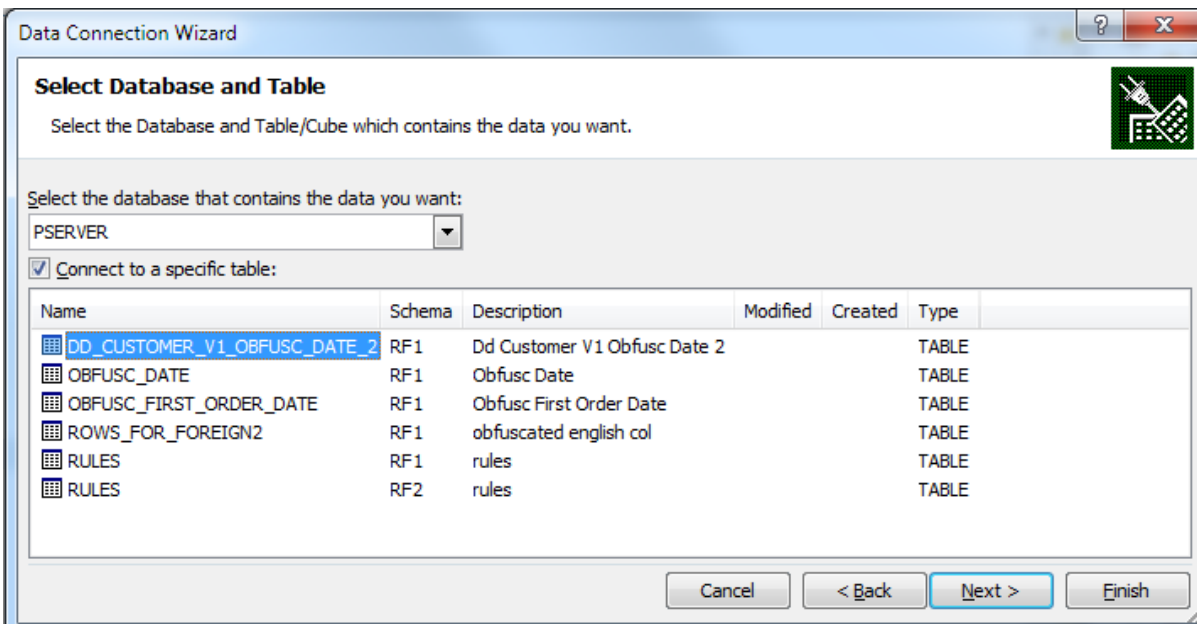 Data Connection Wizard
Select Database and Table
Select the Database and Table/Cube which contains the data you want.
Select the database that contains the data you want:
PSERVER
Connect to a specific table:
Name Schema Description Modified Created Type
DD_CUSTOMER_V1_OBFUSC_DATE_2 RF1 Dd Customer V1 Obfusc Date 2 TABLE
OBFUSC_DATE RF1 Obfusc Date TABLE
OBFUSC_FIRST_ORDER_DATE RF1 Obfusc First Order Date TABLE
ROWS_FOR_FOREIGN2 RF1 obfuscated english col TABLE
RULES RF1 rules TABLE
RULES RF2 rules TABLE
Cancel < Back Next > Finish